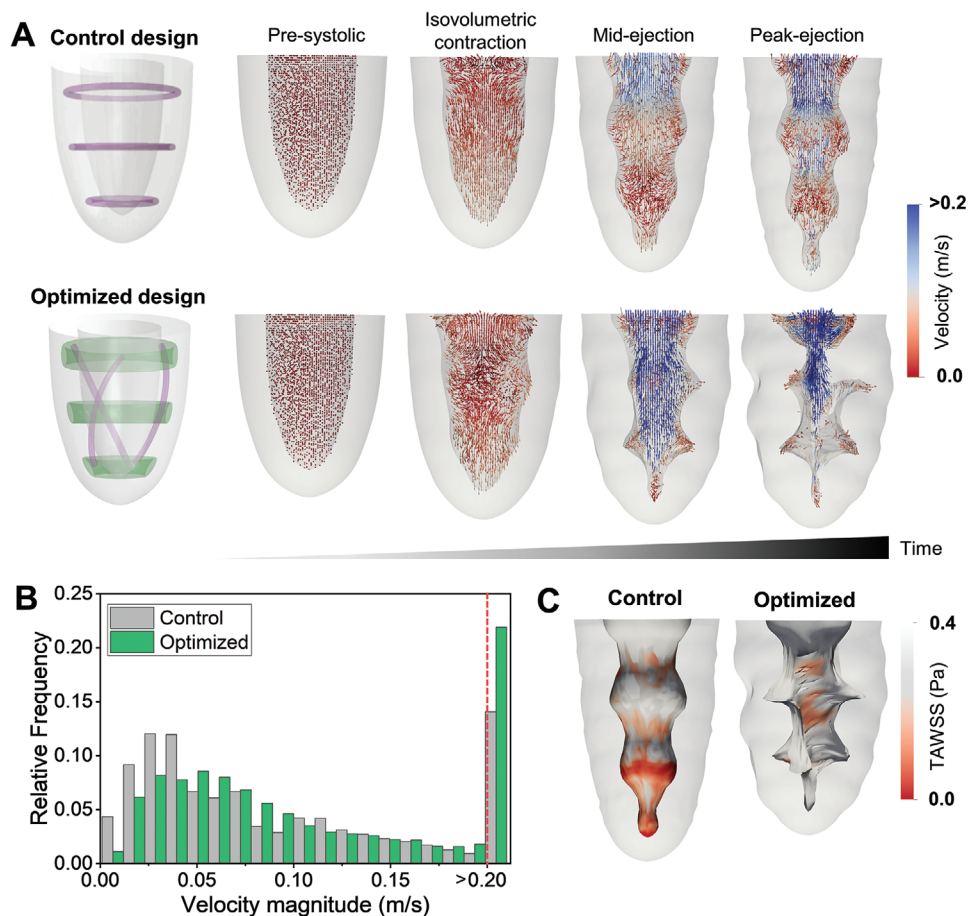 A
Control design
Pre-systolic
Isovolumetric
contraction
Mid-ejection
Peak-ejection
>0.2
Velocity (m/s)
0.0
Optimized design
Time
B
0.25
0.20
0.15
0.10
0.05
0.00
Relative Frequency
Control
Optimized
0.00
0.05
0.10
0.15
>0.20
Velocity magnitude (m/s)
C
Control
Optimized
0.4
TAWSS (Pa)
0.0